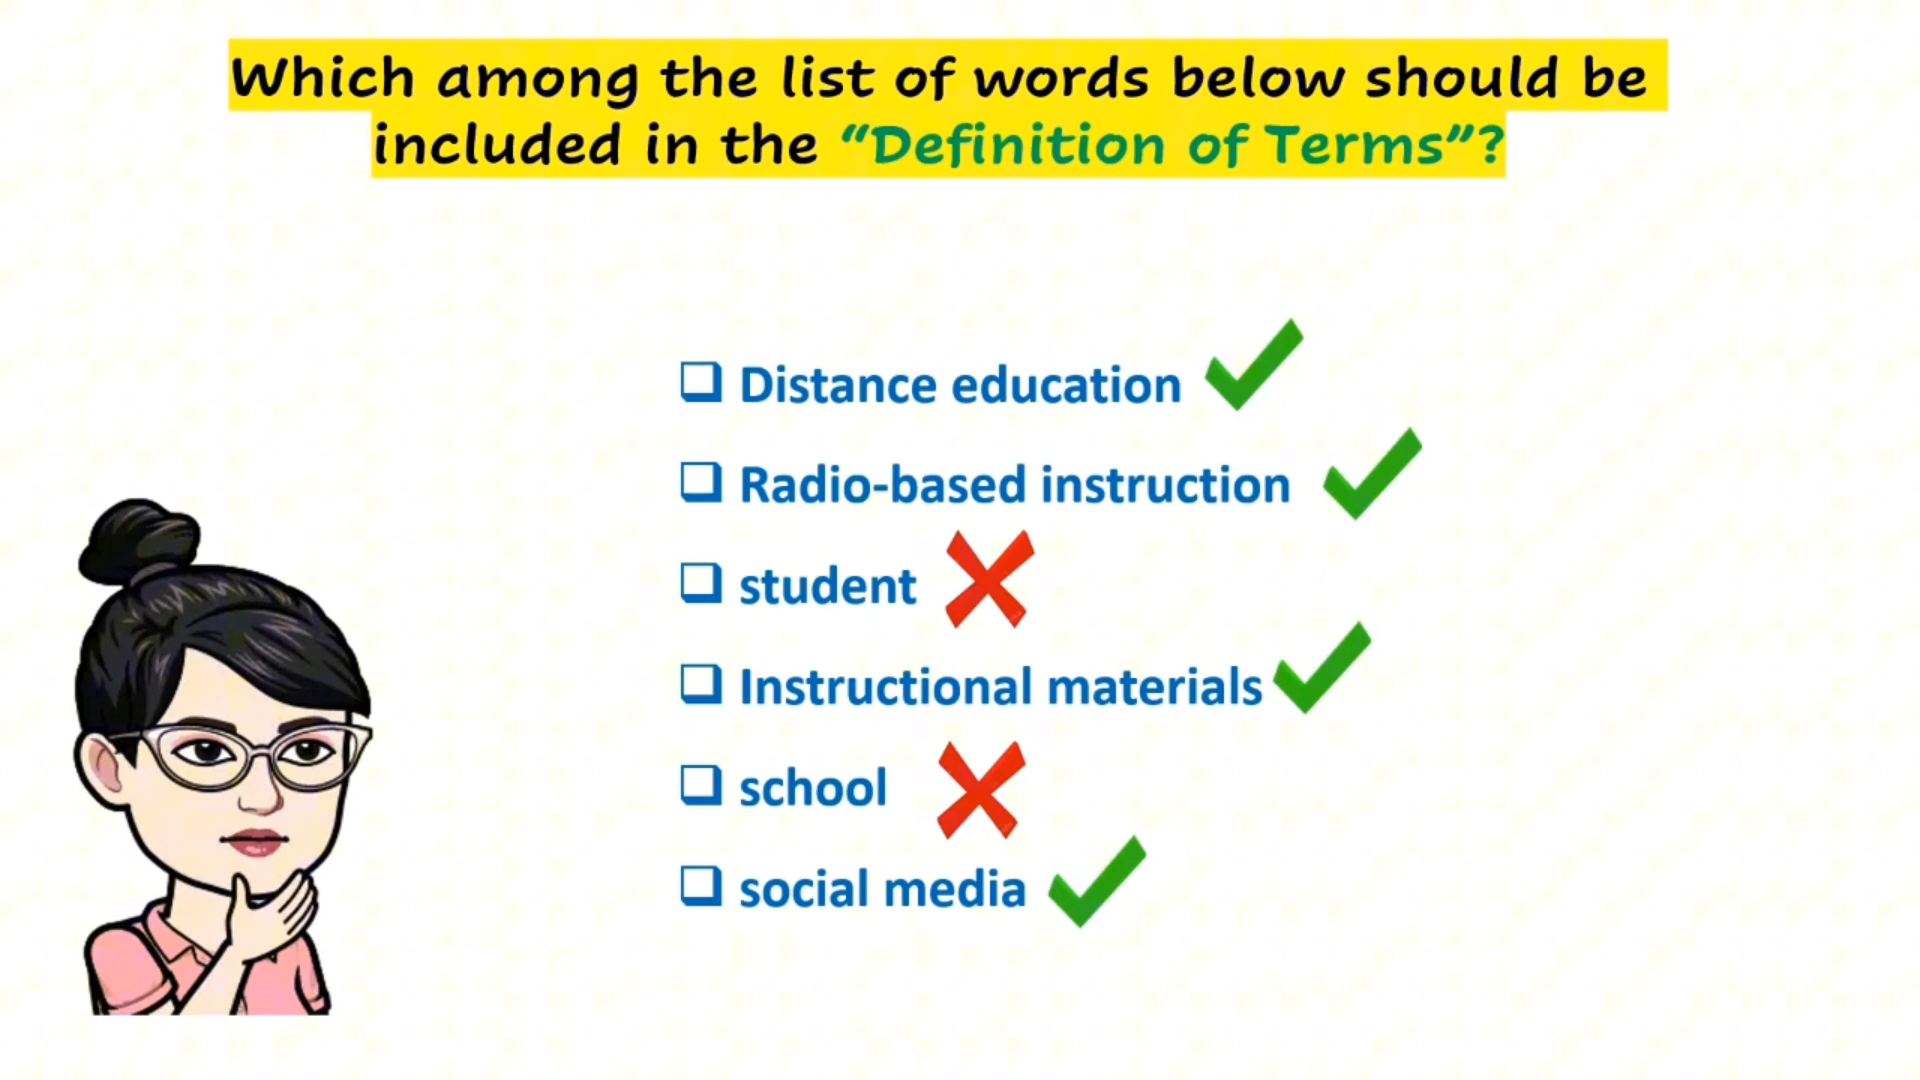 Which among the list of words below should be
included in the “Definition of Terms”?
Distance education
Radio-based instruction
student
Instructional materials
school
social media